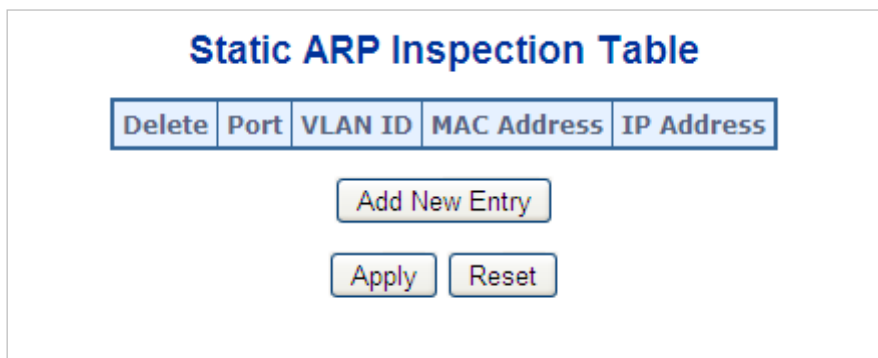 Static ARP Inspection Table
Delete Port VLAN ID MAC Address IP Address
Add New Entry
Apply Reset